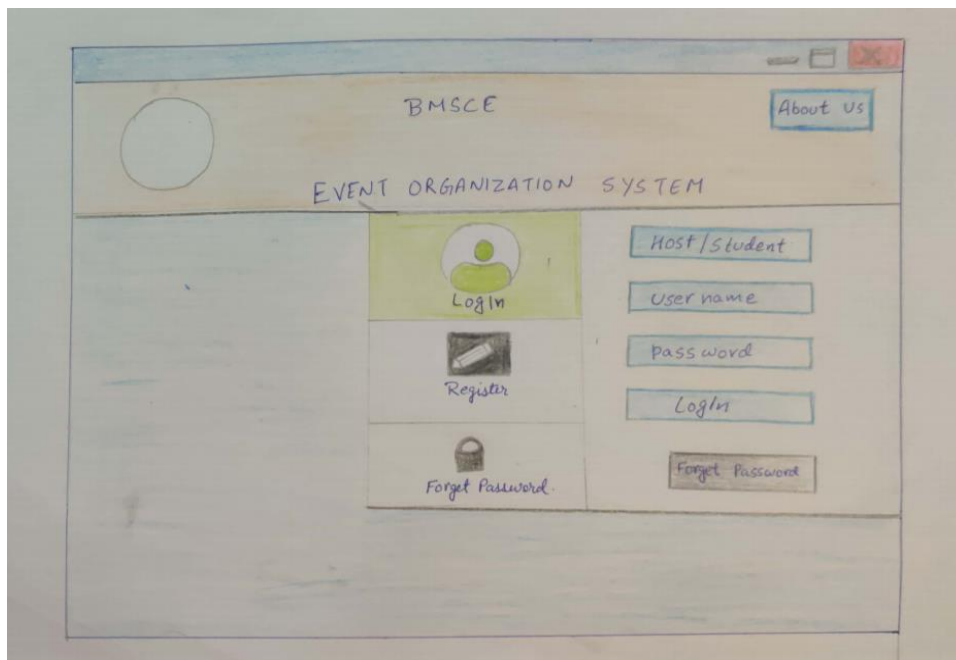 BMSCE
About Us
EVENT ORGANIZATION SYSTEM
LogIn
Register
Forget Password.
Host/Student
User name
password
LogIn
Forget Password